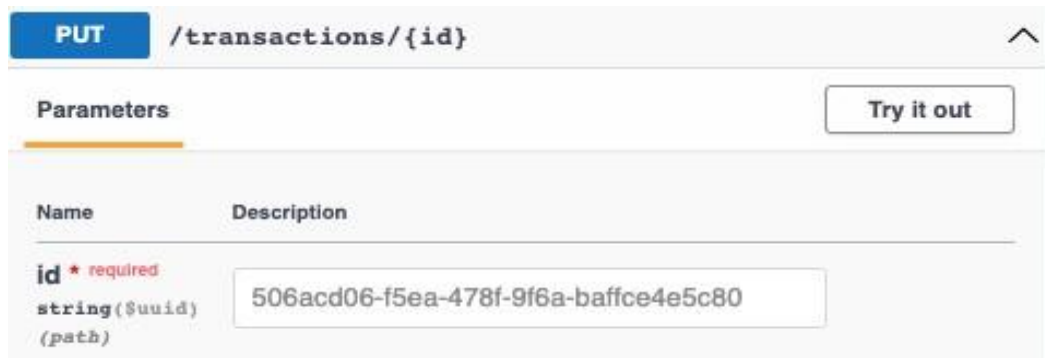 PUT /transactions/{id}
Parameters
Try it out
Name Description
id * required
string($uuid)
(path)
506acd06-f5ea-478f-9f6a-baffce4e5c80